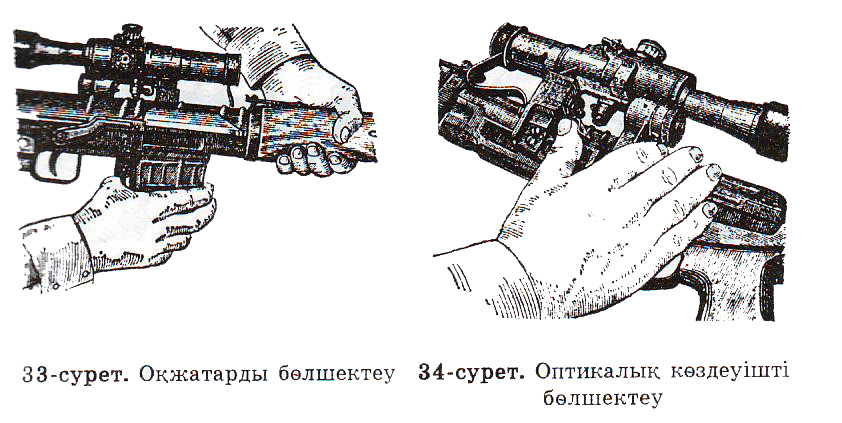 33-сурет. Оқжатарды бөлшектеу
34-сурет. Оптикалық көздеуішті
бөлшектеу